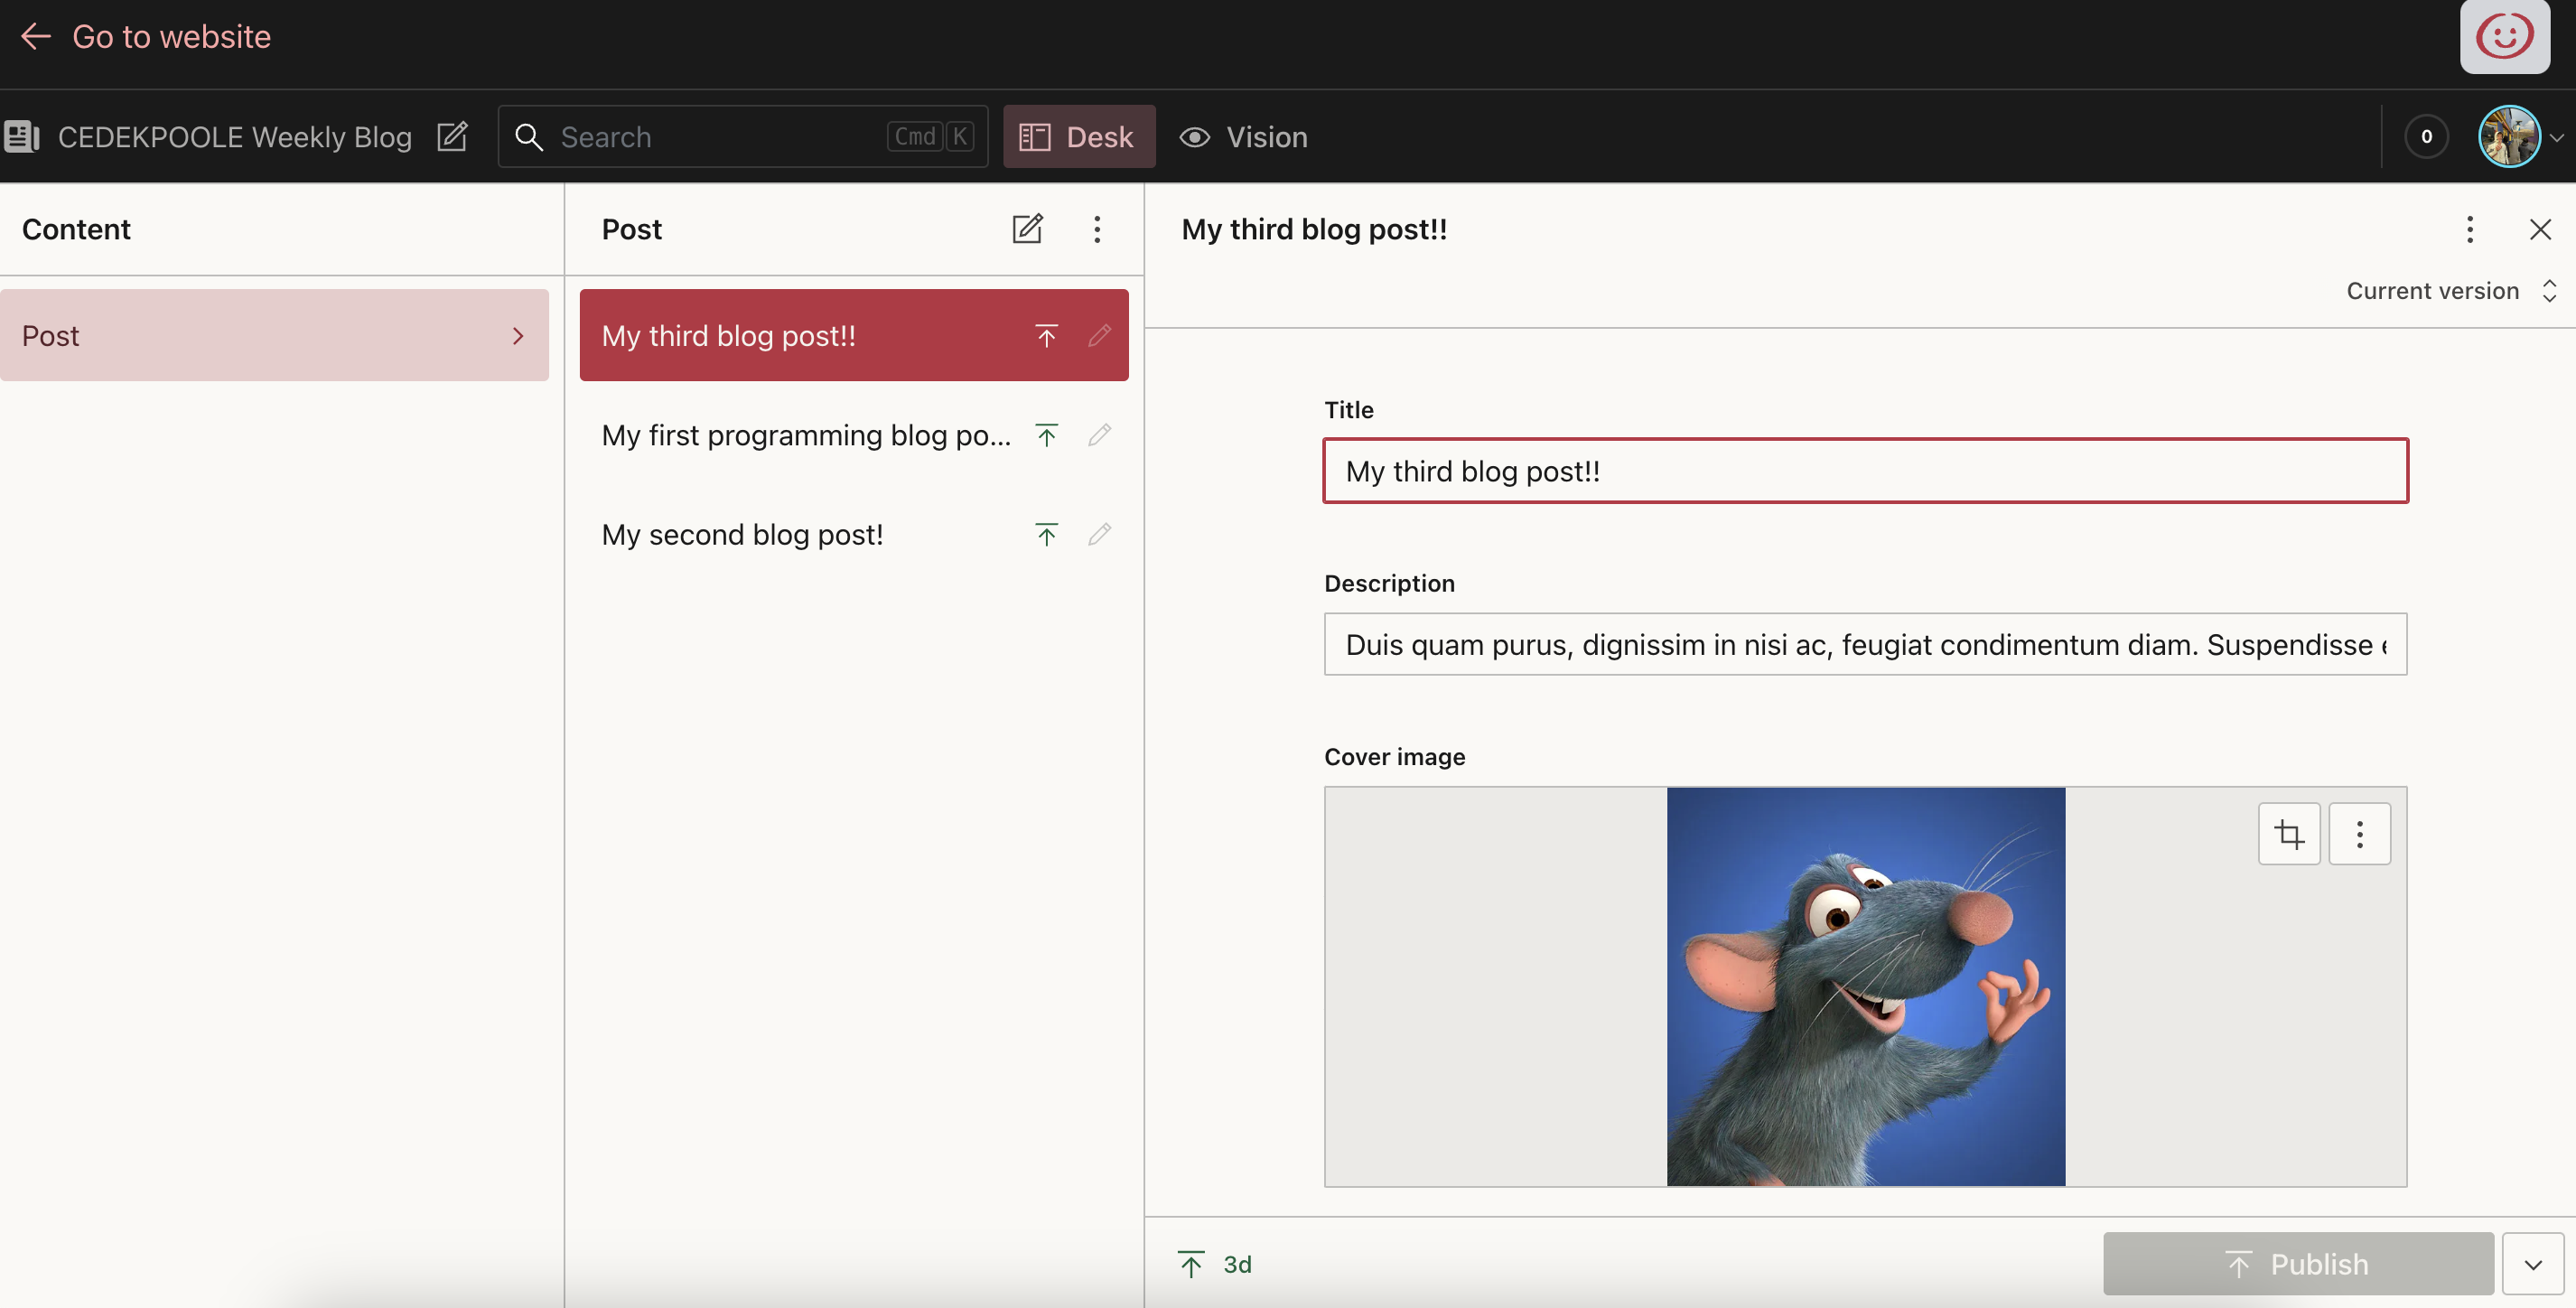 Go to website
CEDEKPOOLE Weekly Blog
Search
Cmd K
Desk
Vision
0
Content
Post
Post
My third blog post!!
My first programming blog po...
My second blog post!
My third blog post!!
Current version
Title
My third blog post!!
Description
Duis quam purus, dignissim in nisi ac, feugiat condimentum diam. Suspendisse
Cover image
3d
Publish